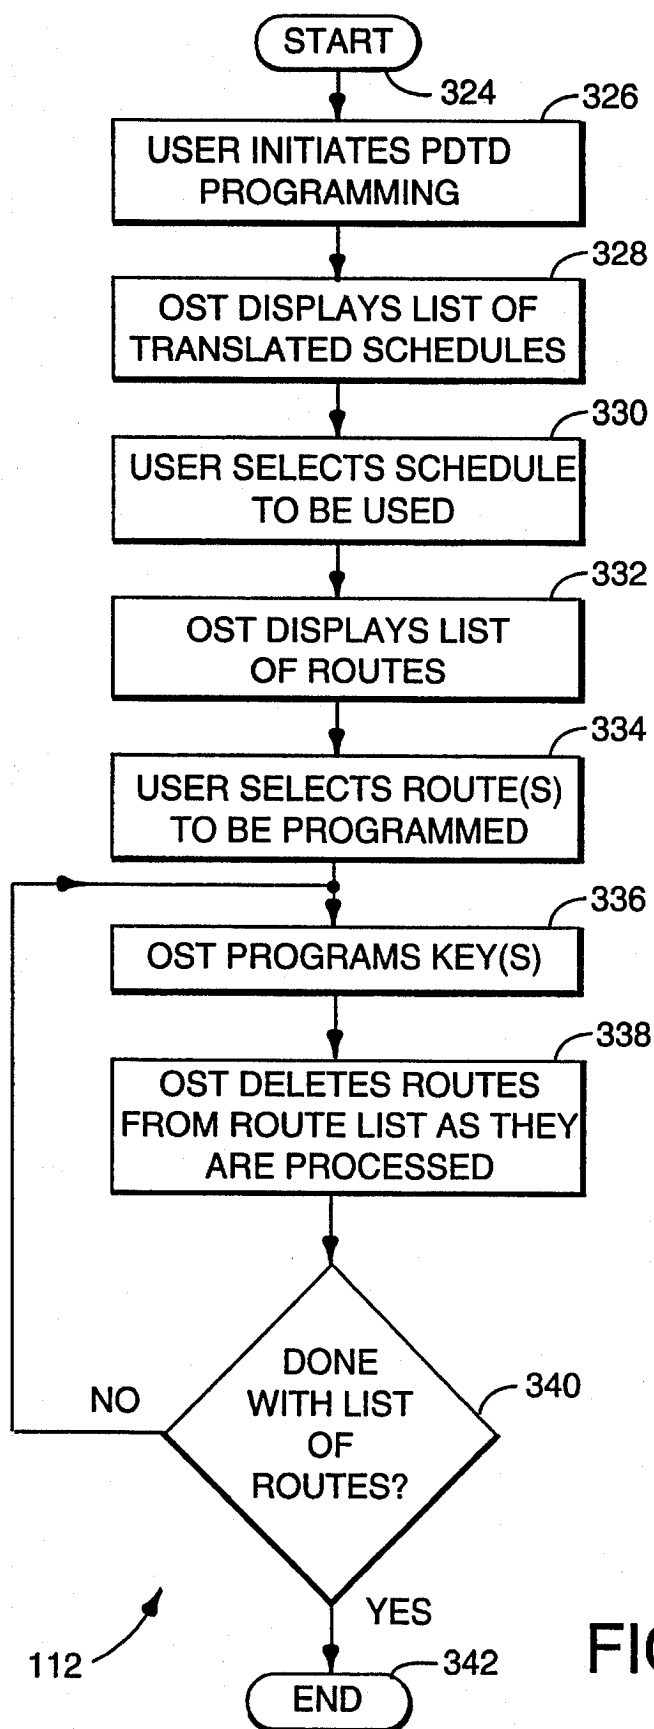 START
324
326
USER INITIATES PDTD
PROGRAMMING
328
OST DISPLAYS LIST OF
TRANSLATED SCHEDULES
330
USER SELECTS SCHEDULE
TO BE USED
332
OST DISPLAYS LIST
OF ROUTES
334
USER SELECTS ROUTE(S)
TO BE PROGRAMMED
336
OST PROGRAMS KEY(S)
338
OST DELETES ROUTES
FROM ROUTE LIST AS THEY
ARE PROCESSED
DONE
WITH LIST
OF
ROUTES?
340
NO
YES
112
342
END